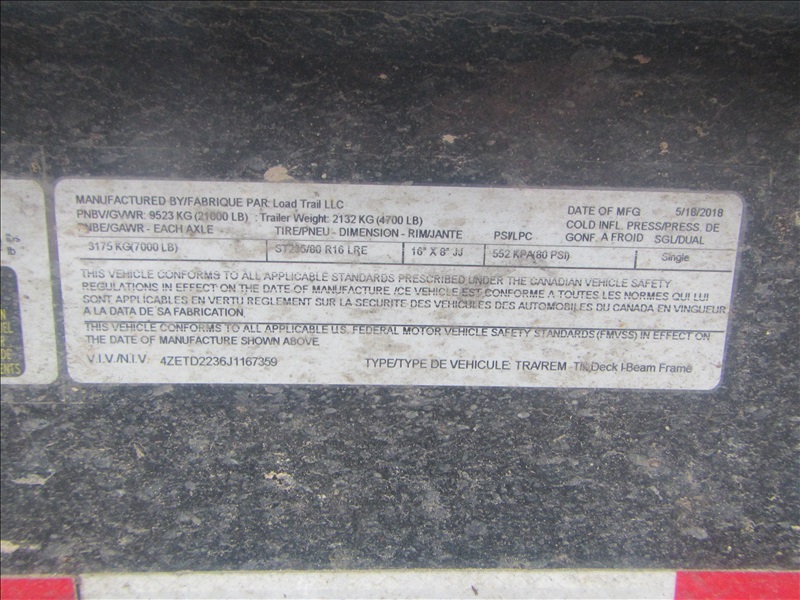 MANUFACTURED BY/FABRIQUE PAR: Load Trail LLC
DATE OF MFG 5/18/2018
PNBV/GVWR: 9523 KG (21000 LB) : Trailer Weight: 2132 KG (4700 LB)
COLD INFL. PRESS/PRESS. DE
PNBE/GAWR - EACH AXLE TIRE/PNEU - DIMENSION - RIM/JANTE PSI/LPC GONF. A FROID SGL/DUAL
3175 KG(7000 LB) R16 LRE 16" X 8" JJ 552 KPA(80 PSI) Single
THIS VEHICLE CONFORMS TO ALL APPLICABLE STANDARDS PRESCRIBED UNDER THE CANADIAN VEHICLE SAFETY
REGULATIONS IN EFFECT ON THE DATE OF MANUFACTURE /CE VEHICLE EST CONFORME A TOUTES LES NORMES QUI LUI
SONT APPLICABLES EN VERTU REGLEMENT SUR LA SECURITE DES VEHICULES DES AUTOMOBILES DU CANADA EN VINGUEUR
A LA DATA DE SA FABRICATION.
THIS VEHICLE CONFORMS TO ALL APPLICABLE U.S. FEDERAL MOTOR VEHICLE SAFETY STANDARDS (FMVSS) IN EFFECT ON
THE DATE OF MANUFACTURE SHOWN ABOVE.
V.I.V./N.I.V: 4ZETD2236J1167359 TYPE/TYPE DE VEHICULE: TRA/REM -Tilt Deck I-Beam Frame